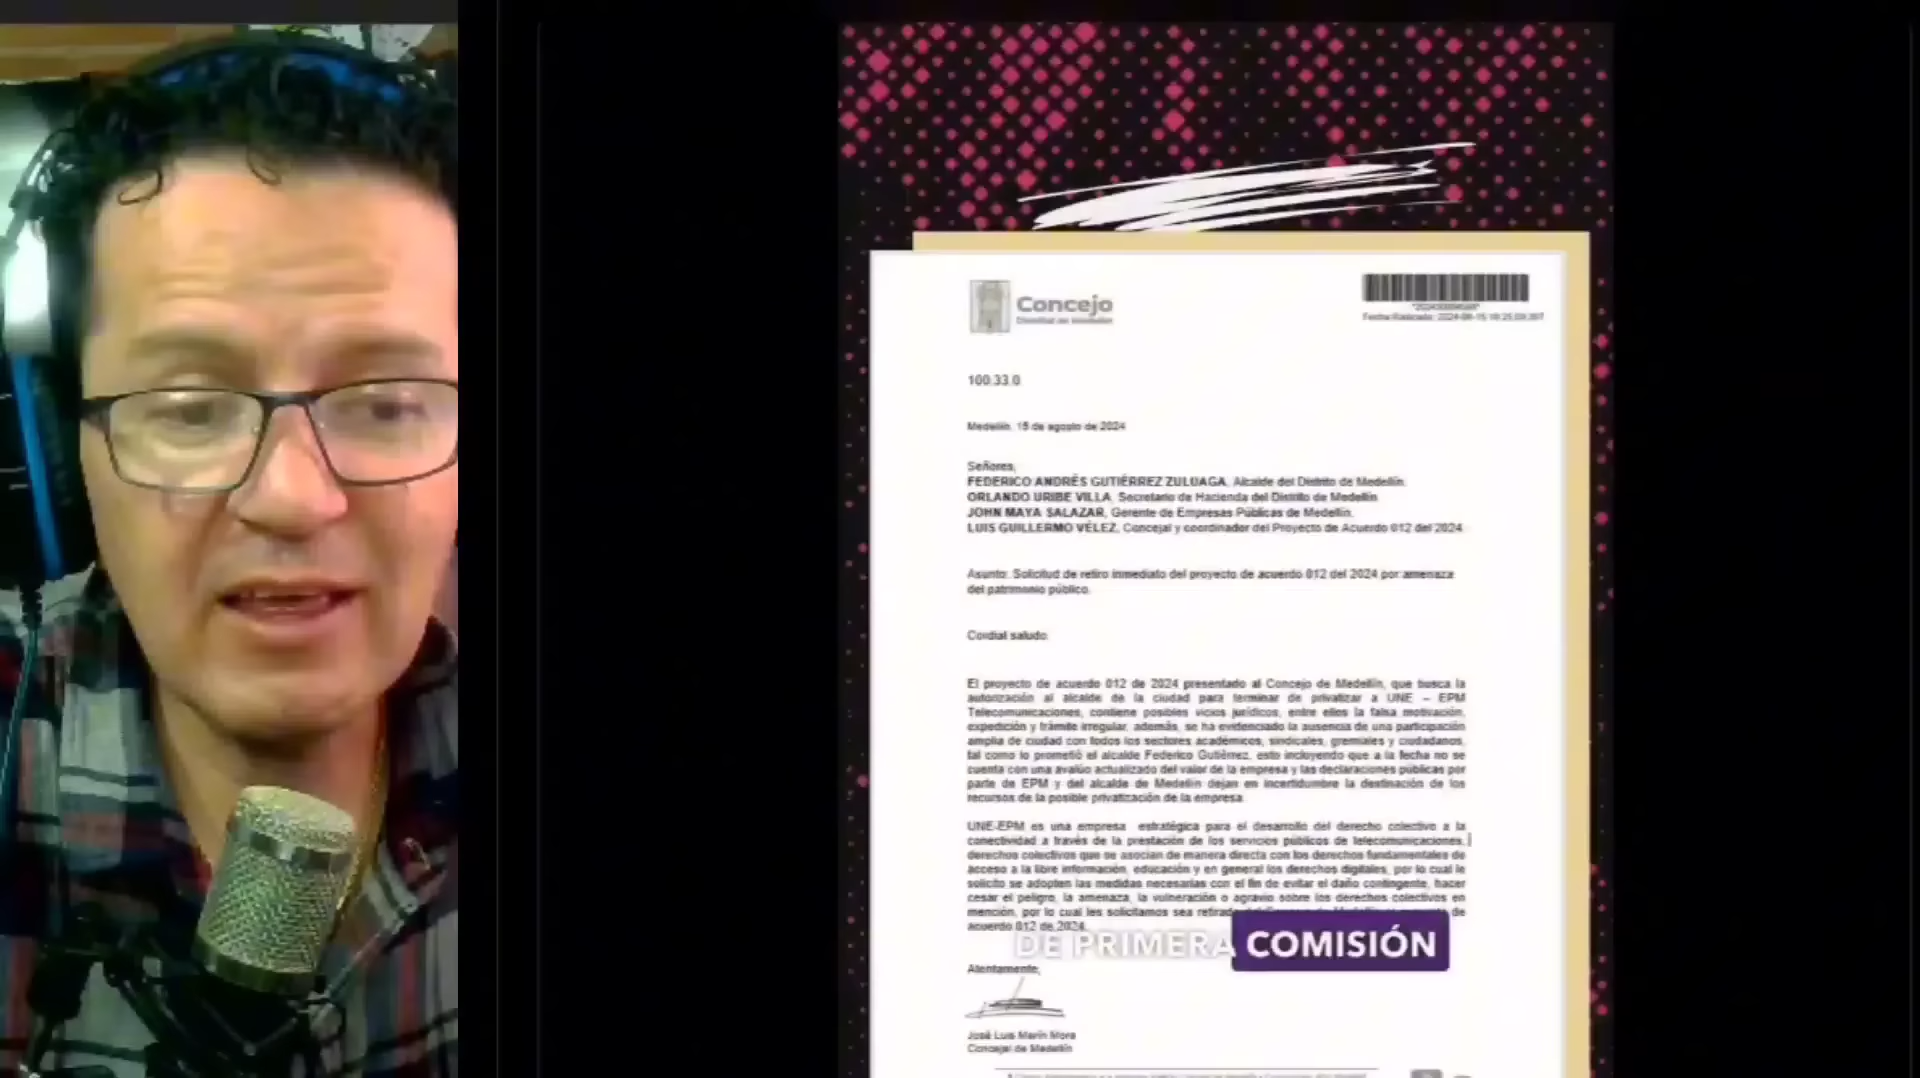 Concejo
Distrital de Medellín
100.33.0
Medellín, 15 de agosto de 2024
Señores,
FEDERICO ANDRÉS GUTIÉRREZ ZULUAGA, Alcalde del Distrito de Medellín.
ORLANDO URIBE VILLA, Secretario de Hacienda del Distrito de Medellín
JOHN MAYA SALAZAR, Gerente de Empresas Públicas de Medellín.
LUIS GUILLERMO VÉLEZ, Concejal y coordinador del Proyecto de Acuerdo 012 del 2024.
Asunto: Solicitud de retiro inmediato del proyecto de acuerdo 012 del 2024 por amenaza
del patrimonio público.
Cordial saludo
El proyecto de acuerdo 012 de 2024 presentado al Concejo de Medellín, que busca la
autorización al alcalde de la ciudad para terminar de privatizar a UNE – EPM
Telecomunicaciones, contiene posibles vicios jurídicos, entre ellos la falsa motivación,
expedición y trámite irregular, además, se ha evidenciado la ausencia de una participación
amplia de ciudad con todos los sectores académicos, sindicales, gremiales y ciudadanos,
tal como lo prometió el alcalde Federico Gutiérrez, esto incluyendo que a la fecha no se
cuenta con una avalúo actualizado del valor de la empresa y las declaraciones públicas por
parte de EPM y del alcalde de Medellín dejan en incertidumbre la destinación de los
recursos de la posible privatización de la empresa
UNE-EPM es una empresa estratégica para el desarrollo del derecho colectivo a la
conectividad a través de la prestación de los servicios públicos de telecomunicaciones,
derechos colectivos que se asocian de manera directa con los derechos fundamentales de
acceso a la libre información, educación y en general los derechos digitales, por lo cual le
solicito se adopten las medidas necesarias con el fin de evitar el daño contingente, hacer
cesar el peligro, la amenaza, la vulneración o agravio sobre los derechos colectivos en
mención, por lo cual les solicitamos sea retirado de
acuerdo 012 de 2024.
DE PRIMERA COMISIÓN
Atentamente,
José Luis Marín Mora
Concejal de Medellín